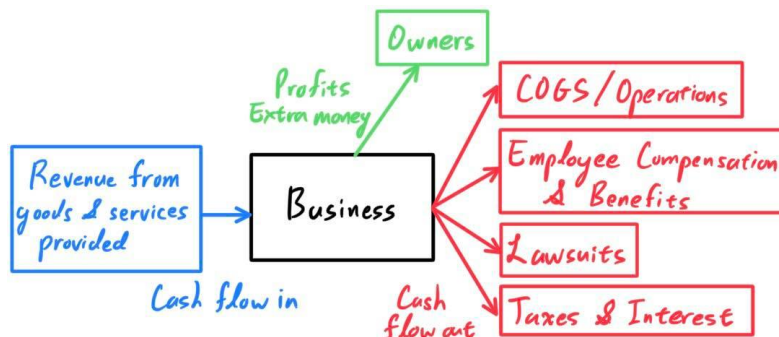 Owners
Profits
Extra money
COGS/Operations
Revenue from
goods & services
provided
Business
Employee Compensation
& Benefits
Lawsuits
Cash flow in
Cash
flow out
Taxes & Interest